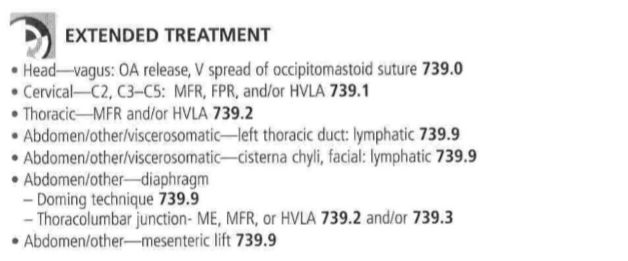 EXTENDED TREATMENT
• Head—vagus: OA release, V spread of occipitomastoid suture 739.0
• Cervical—C2, C3–C5: MFR, FPR, and/or HVLA 739.1
• Thoracic—MFR and/or HVLA 739.2
• Abdomen/other/viscerosomatic—left thoracic duct: lymphatic 739.9
• Abdomen/other/viscerosomatic—cisterna chyli, facial: lymphatic 739.9
• Abdomen/other—diaphragm
– Doming technique 739.9
– Thoracolumbar junction- ME, MFR, or HVLA 739.2 and/or 739.3
• Abdomen/other—mesenteric lift 739.9